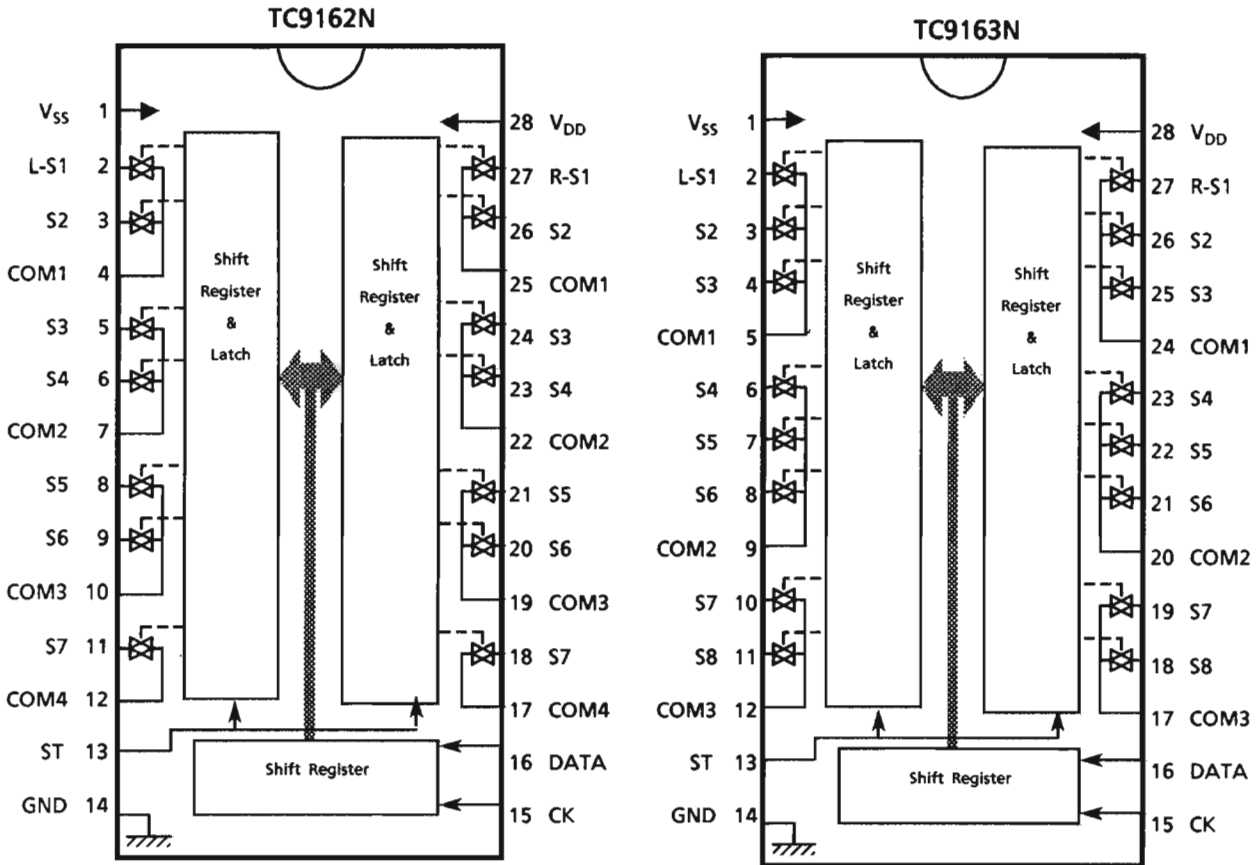 TC9162N
VSS 1
L-S1 2
S2 3
COM1 4
S3 5
S4 6
COM2 7
S5 8
S6 9
COM3 10
S7 11
COM4 12
ST 13
GND 14
Shift
Register
&
Latch
Shift
Register
&
Latch
Shift Register
28 VDD
27 R-S1
26 S2
25 COM1
24 S3
23 S4
22 COM2
21 S5
20 S6
19 COM3
18 S7
17 COM4
16 DATA
15 CK
TC9163N
VSS 1
L-S1 2
S2 3
S3 4
COM1 5
S4 6
S5 7
S6 8
COM2 9
S7 10
S8 11
COM3 12
ST 13
GND 14
Shift
Register
&
Latch
Shift
Register
&
Latch
Shift Register
28 VDD
27 R-S1
26 S2
25 S3
24 COM1
23 S4
22 S5
21 S6
20 COM2
19 S7
18 S8
17 COM3
16 DATA
15 CK